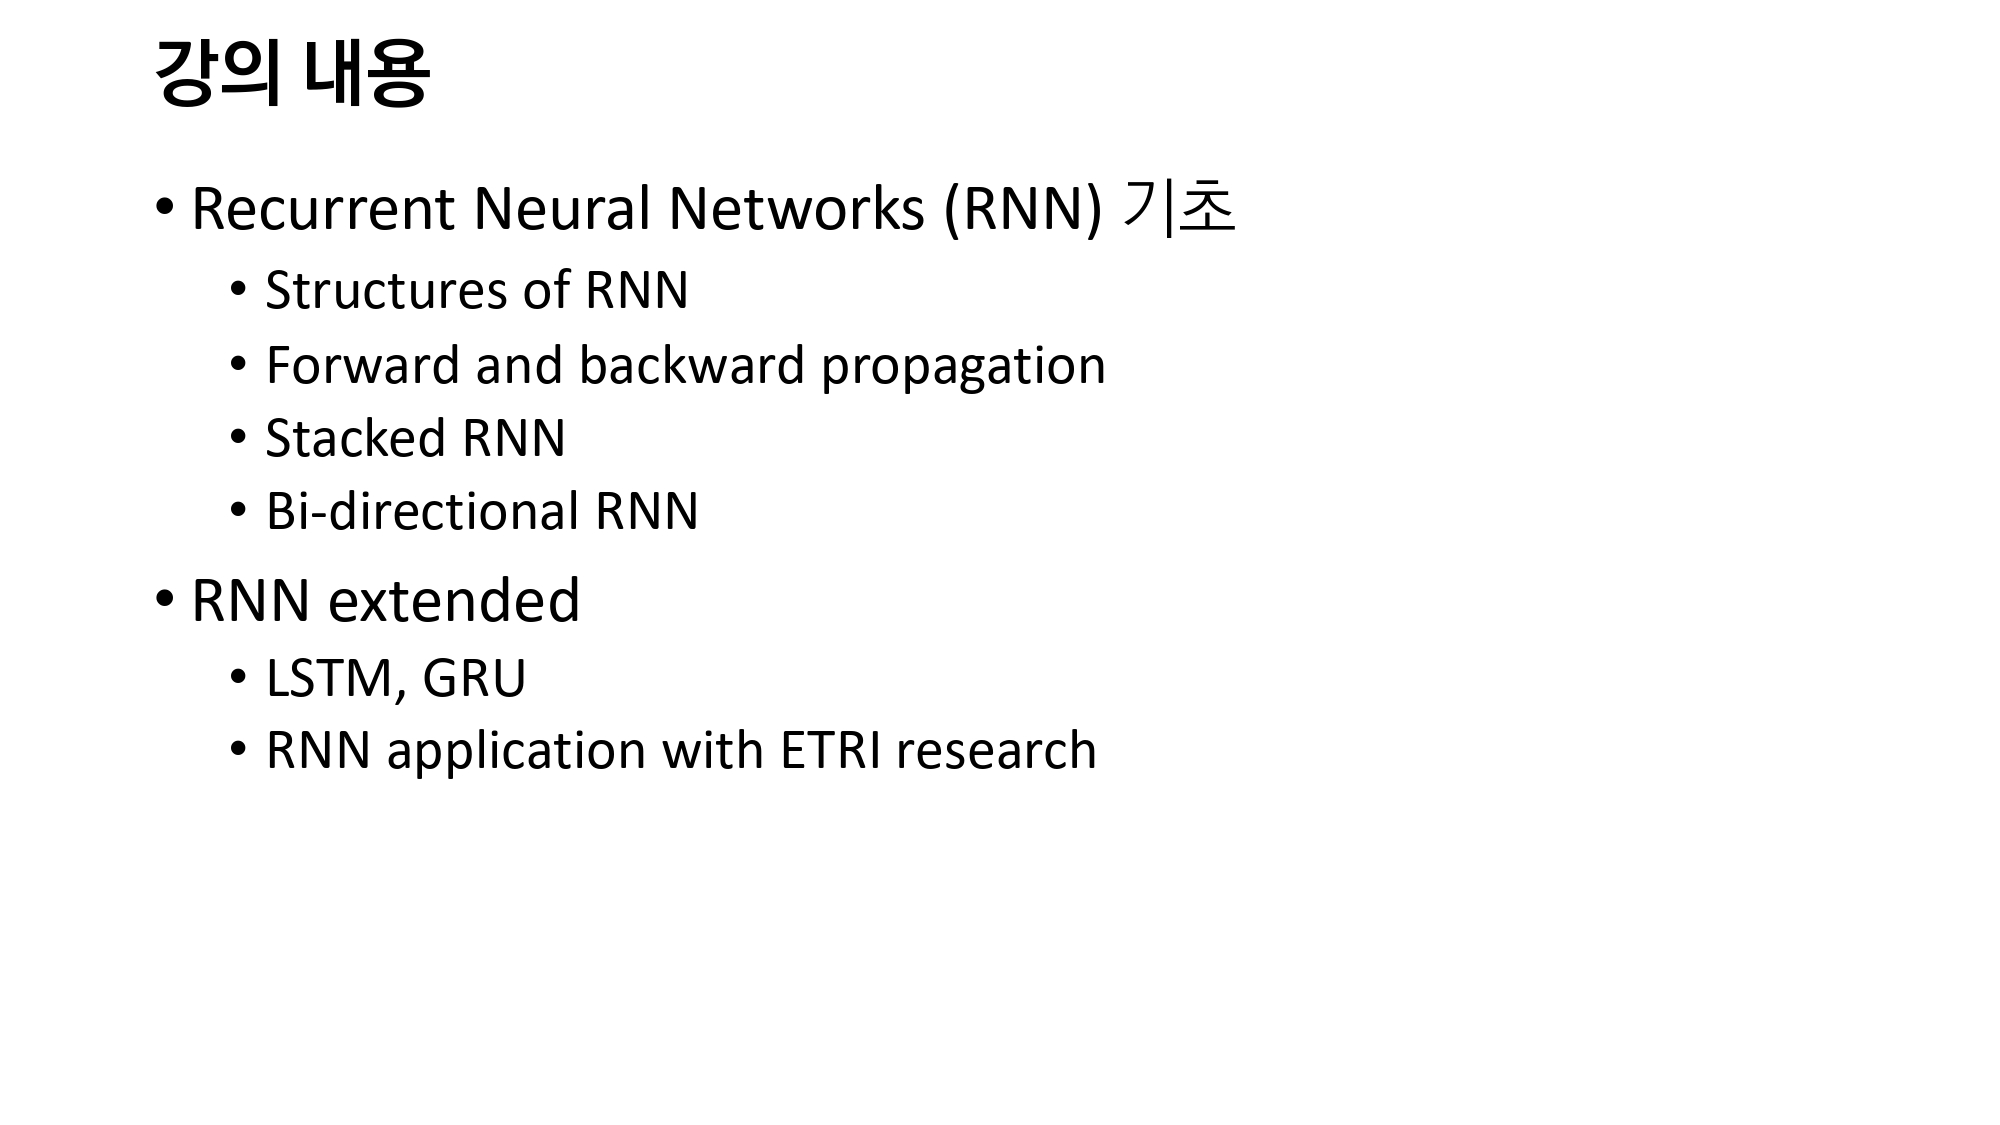 강의 내용
• Recurrent Neural Networks (RNN) 기초
• Structures of RNN
• Forward and backward propagation
• Stacked RNN
• Bi-directional RNN
• RNN extended
• LSTM, GRU
• RNN application with ETRI research